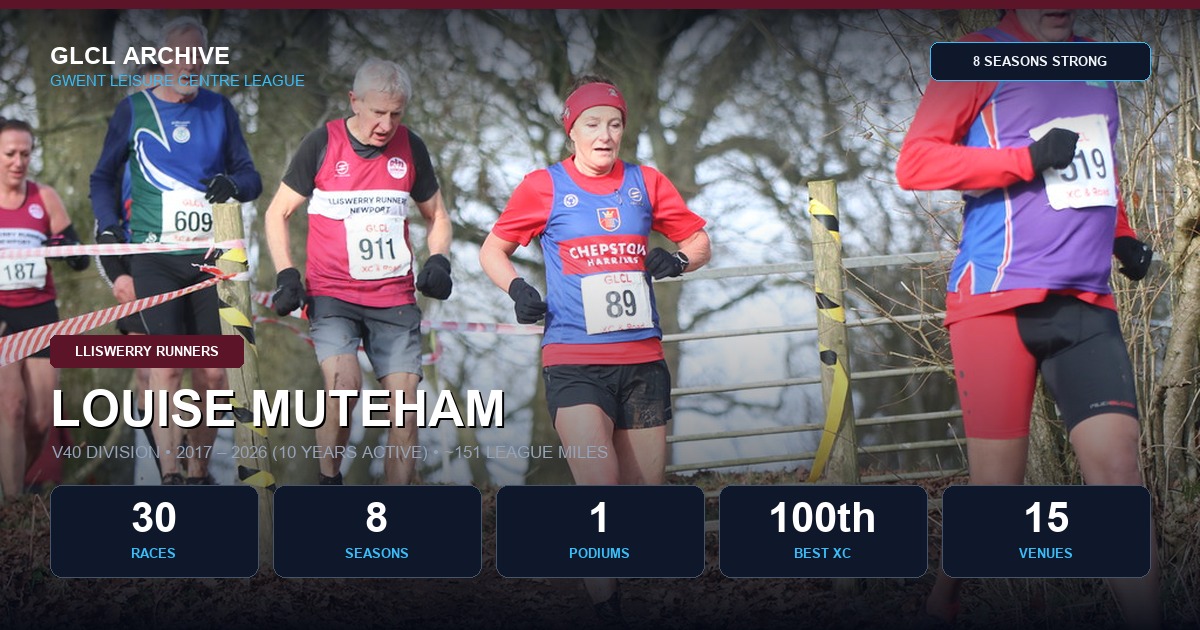 GLCL ARCHIVE
GWENT LEISURE CENTRE LEAGUE
8 SEASONS STRONG
GLCL
609
LLISWERRY RUNNERS
NEWPORT
GLCL
911
XC & Road
187
CHEPSTOW
HARRIERS
GLCL
89
XC & Road
519
XC & Road
LLISWERRY RUNNERS
LOUISE MUTEHAM
V40 DIVISION • 2017 – 2026 (10 YEARS ACTIVE) • ~151 LEAGUE MILES
30
RACES
8
SEASONS
1
PODIUMS
100th
BEST XC
15
VENUES